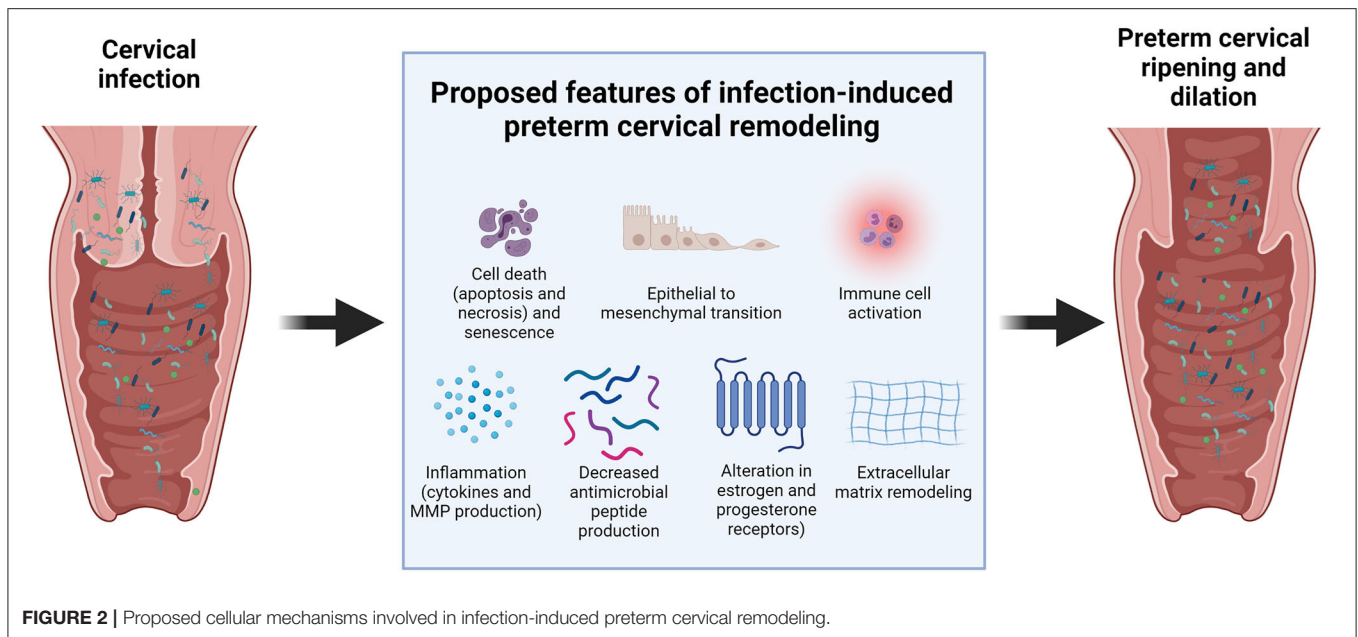 Cervical
infection
Proposed features of infection-induced
preterm cervical remodeling
Preterm cervical
ripening and
dilation
Cell death
(apoptosis and
necrosis) and
senescence
Epithelial to
mesenchymal transition
Immune cell
activation
Inflammation
(cytokines and
MMP production)
Decreased
antimicrobial
peptide
production
Alteration in
estrogen and
progesterone
receptors)
Extracellular
matrix remodeling
FIGURE 2 | Proposed cellular mechanisms involved in infection-induced preterm cervical remodeling.